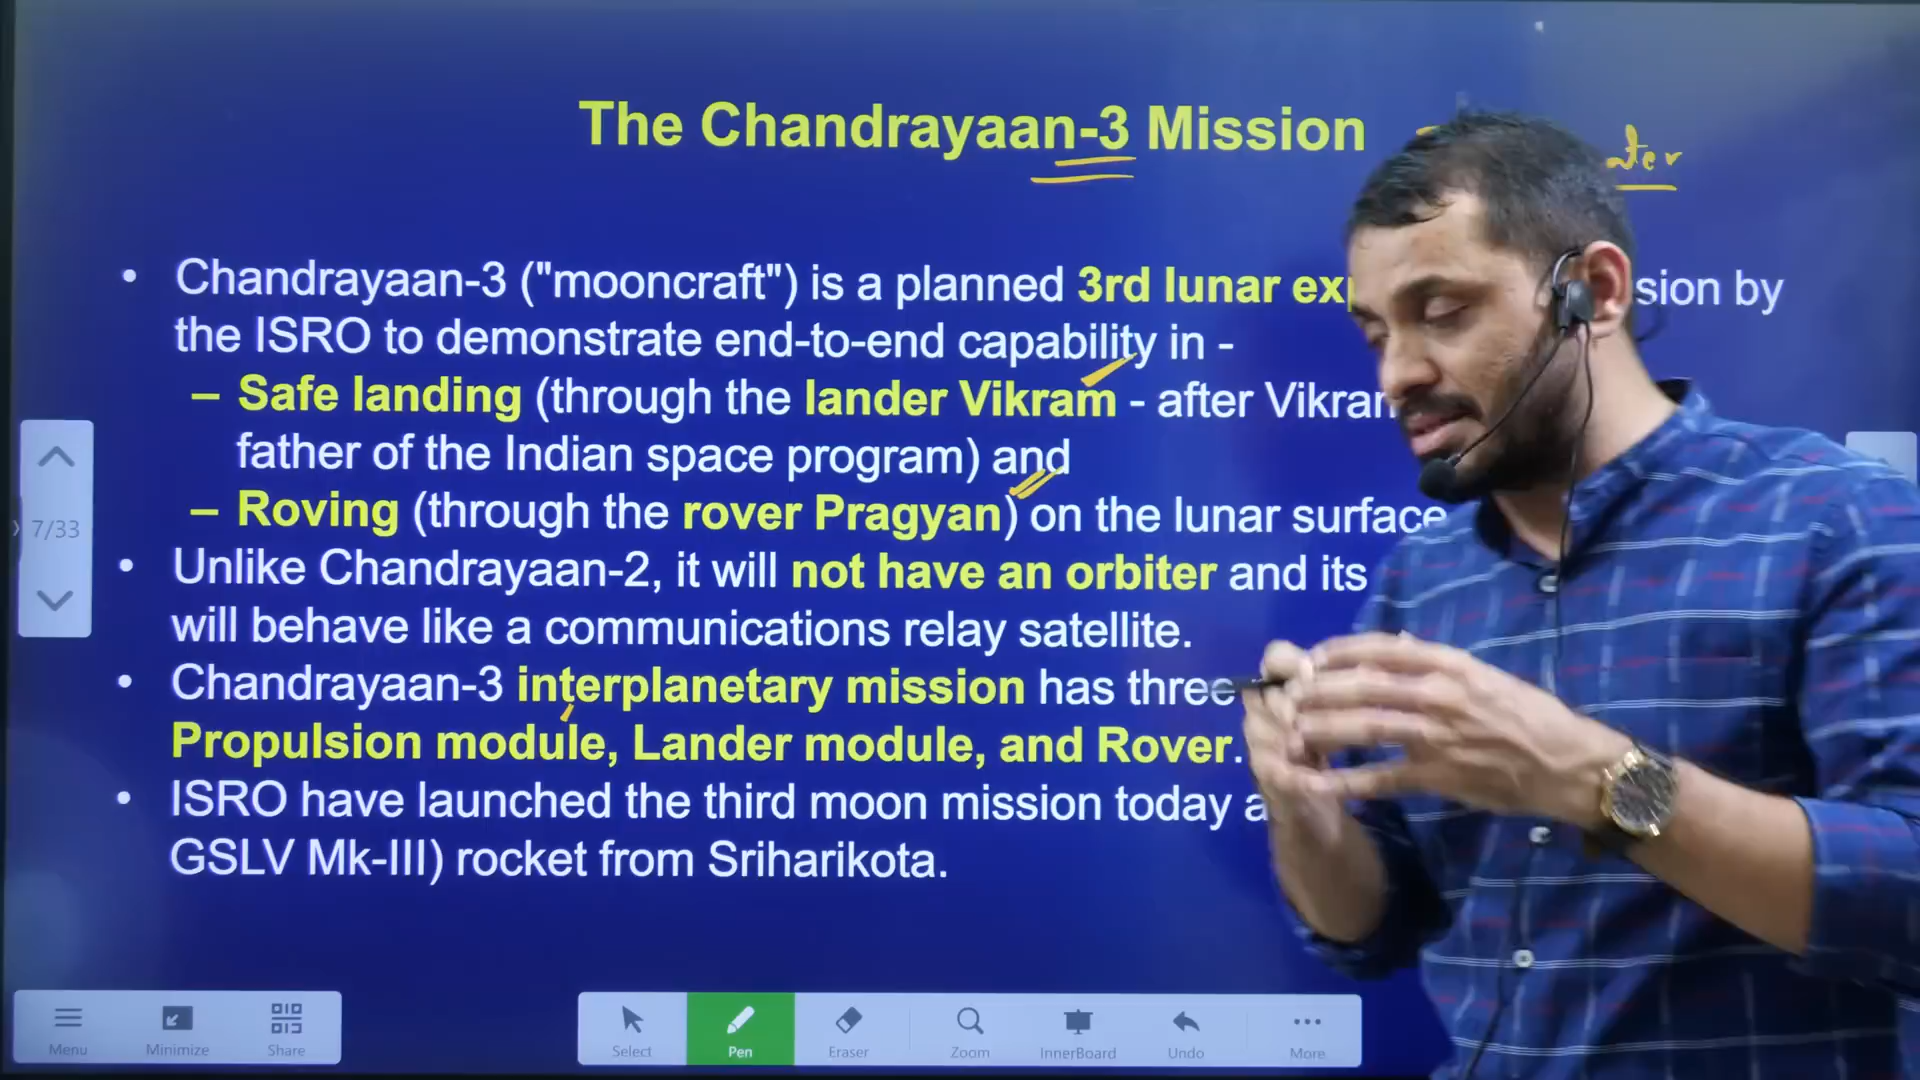 The Chandrayaan-3 Mission
• Chandrayaan-3 ("mooncraft") is a planned 3rd lunar sion by
the ISRO to demonstrate end-to-end capability in -
– Safe landing (through the lander Vikram - after
father of the Indian space program) and
– Roving (through the rover Pragyan) on the lunar surface
• Unlike Chandrayaan-2, it will not have an orbiter and its
will behave like a communications relay satellite.
• Chandrayaan-3 interplanetary mission has three
Propulsion module, Lander module, and Rover.
• ISRO have launched the third moon mission today
GSLV Mk-III) rocket from Sriharikota.
7/33
Menu Minimize Share Select Pen Eraser Zoom InnerBoard Undo More